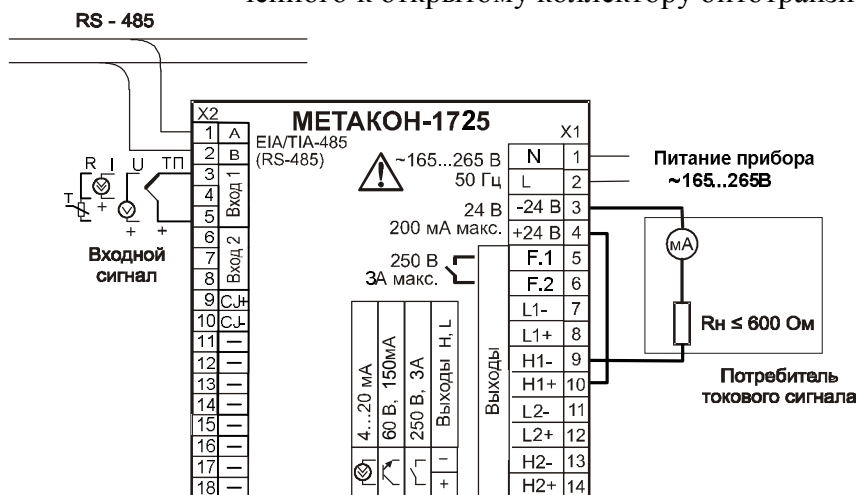 ченного к открытому коллектору оптотранзи
RS - 485
МЕТАКОН-1725
X2
X1
1 A
2 B
3
4
5
6
7
8
9 CJ+
10 CJ-
11 —
12 —
13 —
14 —
15 —
16 —
17 —
18 —
Вход 1
Вход 2
EIA/TIA-485
(RS-485)
R I U ТП
T
+ + +
Входной
сигнал
~165...265 В
50 Гц
24 В
200 мА макс.
250 В
3А макс.
N 1
L 2
-24 В 3
+24 В 4
F.1 5
F.2 6
L1- 7
L1+ 8
H1- 9
H1+ 10
L2- 11
L2+ 12
H2- 13
H2+ 14
Выходы
4...20 мА
60 В, 150мА
250 В, 3А
Выходы H, L
–
+
Питание прибора
~165...265В
мА
Rн ≤ 600 Ом
Потребитель
токового сигнала